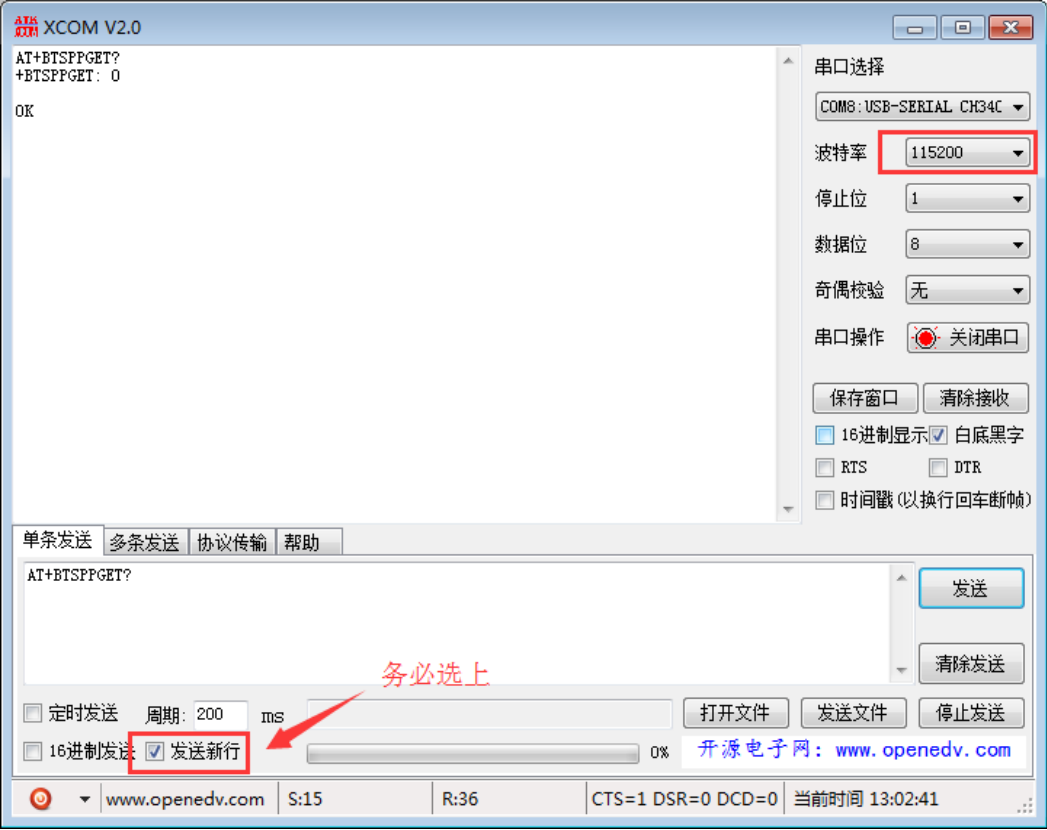 ATK XCOM XCOM V2.0
AT+BTSPPGET?
+BTSPPGET: 0
OK
串口选择
COM8:USB-SERIAL CH34C
波特率 115200
停止位 1
数据位 8
奇偶校验 无
串口操作 关闭串口
保存窗口 清除接收
16进制显示 白底黑字
RTS DTR
时间戳(以换行回车断帧)
单条发送 多条发送 协议传输 帮助
AT+BTSPPGET?
发送
清除发送
务必选上
定时发送 周期: 200 ms 打开文件 发送文件 停止发送
16进制发送 发送新行 0% 开源电子网: www.openedv.com
www.openedv.com S:15 R:36 CTS=1 DSR=0 DCD=0 当前时间 13:02:41